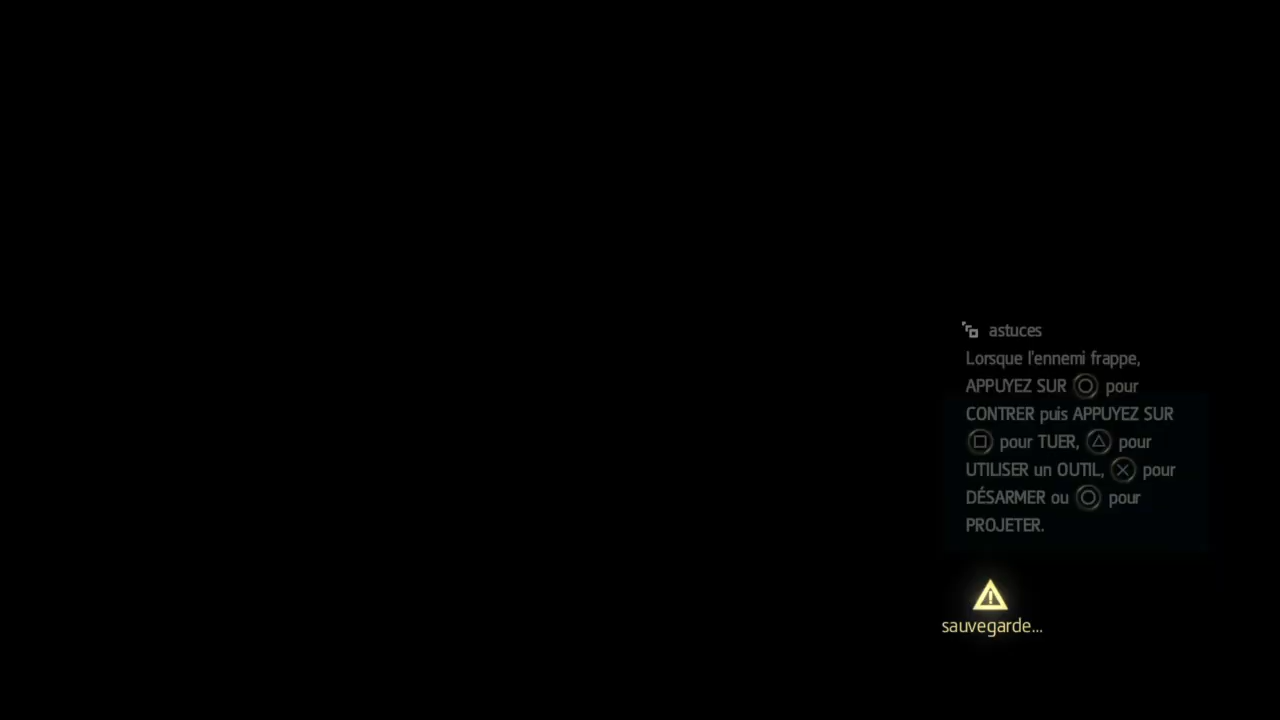 astuces
Lorsque l'ennemi frappe,
APPUYEZ SUR ○ pour
CONTRER puis APPUYEZ SUR
□ pour TUER, △ pour
UTILISER un OUTIL, ✕ pour
DÉSARMER ou ○ pour
PROJETER.
sauvegarde...